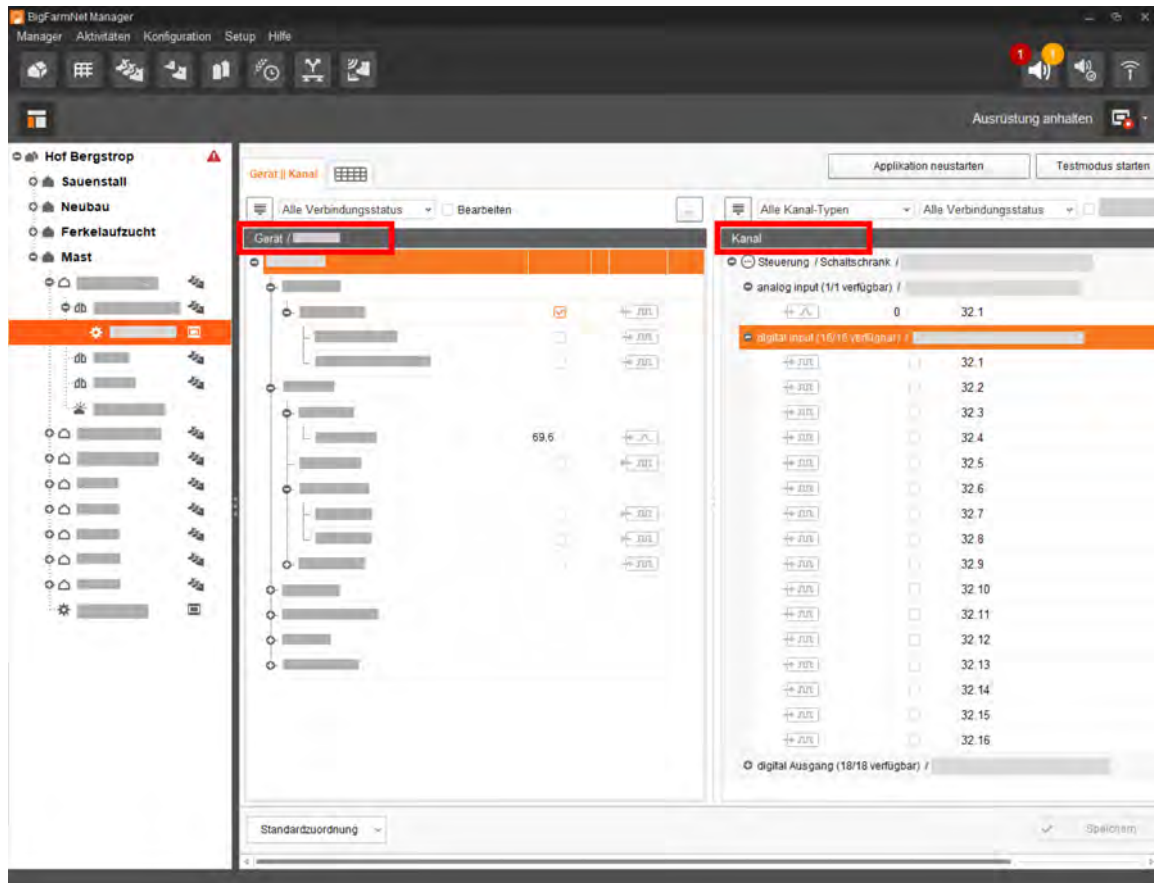 BigFarmNet Manager
Manager Aktivitäten Konfiguration Setup Hilfe
1 1
Ausrüstung anhalten
Hof Bergstrop
Sauenstall
Neubau
Ferkelaufzucht
Mast
db
db
db
Gerät || Kanal
Applikation neustarten
Testmodus starten
Alle Verbindungsstatus
Bearbeiten
...
Gerät /
69,6
Standardzuordnung
Alle Kanal-Typen
Alle Verbindungsstatus
Kanal
Steuerung / Schaltschrank /
analog input (1/1 verfügbar) /
0 32.1
digital input (16/16 verfügbar) /
32.1
32.2
32.3
32.4
32.5
32.6
32.7
32.8
32.9
32.10
32.11
32.12
32.13
32.14
32.15
32.16
digital Ausgang (18/18 verfügbar) /
Speichern